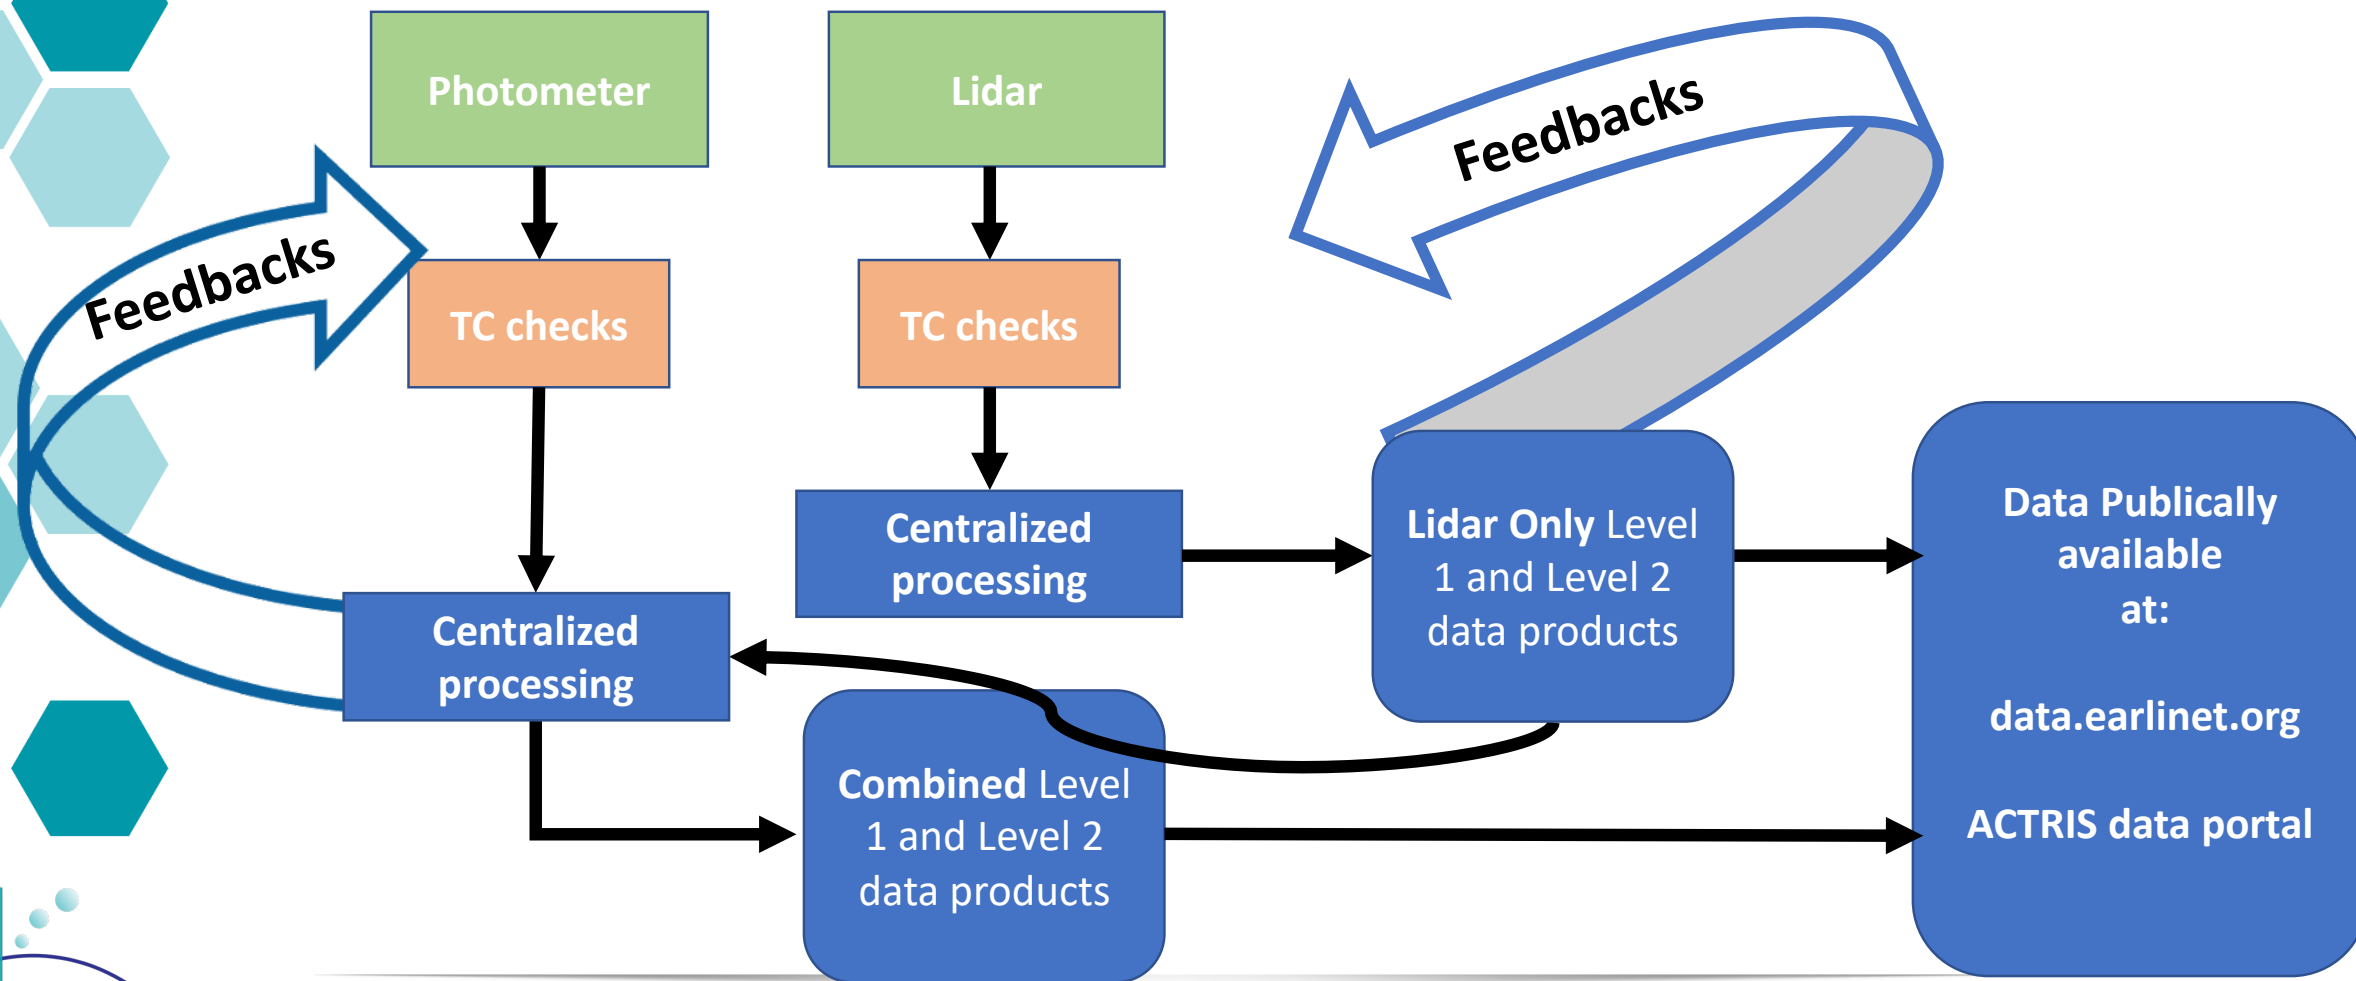 Photometer
Lidar
Feedbacks
Feedbacks
TC checks
TC checks
Centralized
processing
Lidar Only Level
1 and Level 2
data products
Data Publically
available
at:
data.earlinet.org
ACTRIS data portal
Centralized
processing
Combined Level
1 and Level 2
data products